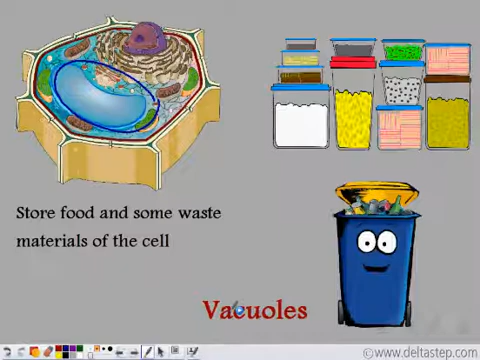 Store food and some waste
materials of the cell
Vacuoles
©www.deltastep.com